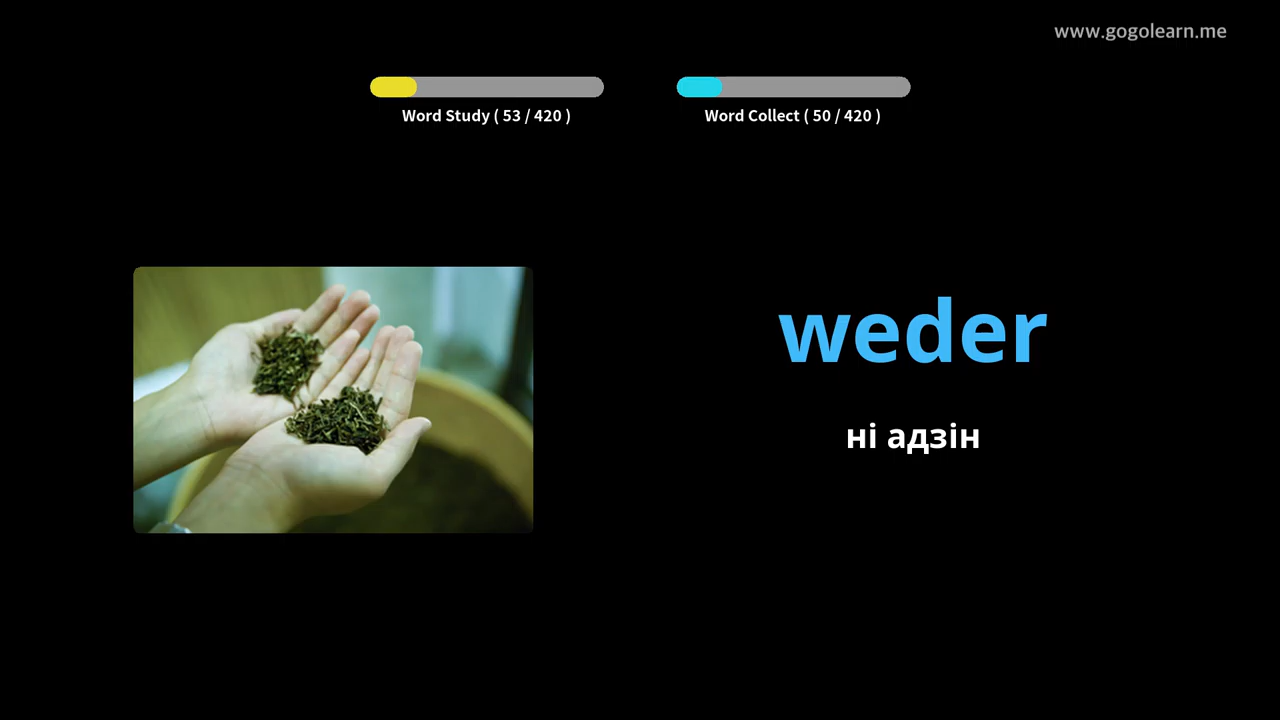 www.gogolearn.me
Word Study ( 53 / 420 )
Word Collect ( 50 / 420 )
weder
ні адзін